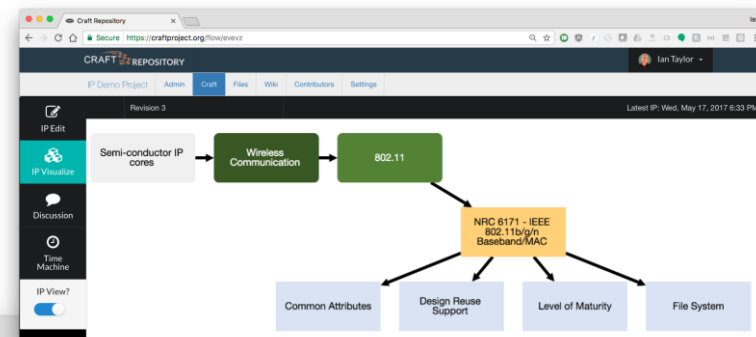 Craft Repository
Ian
Secure
https://craftproject.org/flow/evevz
CRAFT REPOSITORY
Ian Taylor
IP Demo Project Admin Craft Files Wiki Contributors Settings
Revision 3
Latest IP: Wed, May 17, 2017 6:33 PM
IP Edit
IP Visualize
Discussion
Time
Machine
IP View?
Semi-conductor IP
cores
Wireless
Communication
802.11
NRC 6171 - IEEE
802.11b/g/n
Baseband/MAC
Common Attributes
Design Reuse
Support
Level of Maturity
File System